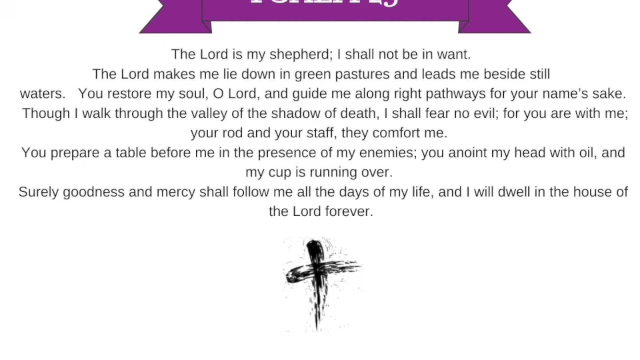 The Lord is my shepherd; I shall not be in want.
The Lord makes me lie down in green pastures and leads me beside still
waters. You restore my soul, O Lord, and guide me along right pathways for your name's sake.
Though I walk through the valley of the shadow of death, I shall fear no evil; for you are with me;
your rod and your staff, they comfort me.
You prepare a table before me in the presence of my enemies; you anoint my head with oil, and
my cup is running over.
Surely goodness and mercy shall follow me all the days of my life, and I will dwell in the house of
the Lord forever.